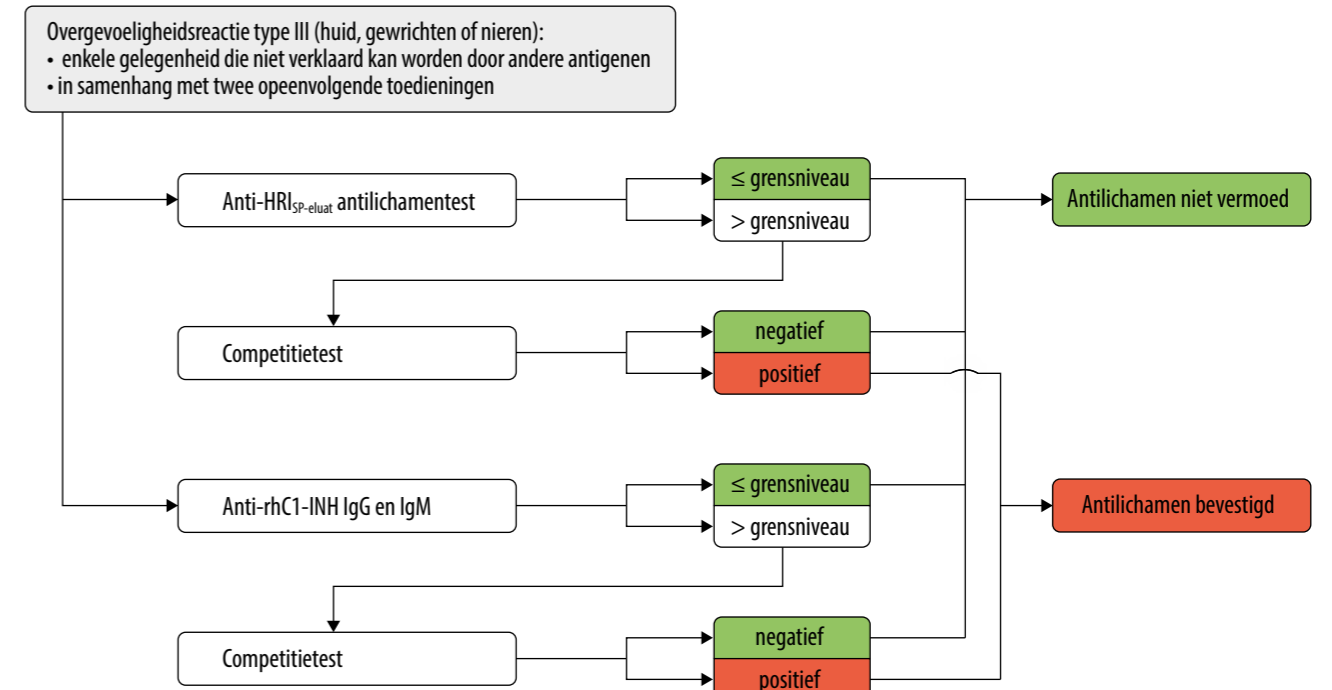 Overgevoeligheidsreactie type III (huid, gewrichten of nieren):
• enkele gelegenheid die niet verklaard kan worden door andere antigenen
• in samenhang met twee opeenvolgende toedieningen
Anti-HRISP-eluat antilichamentest
≤ grensniveau
> grensniveau
Antilichamen niet vermoed
Competitietest
negatief
positief
Anti-rhC1-INH IgG en IgM
≤ grensniveau
> grensniveau
Antilichamen bevestigd
Competitietest
negatief
positief